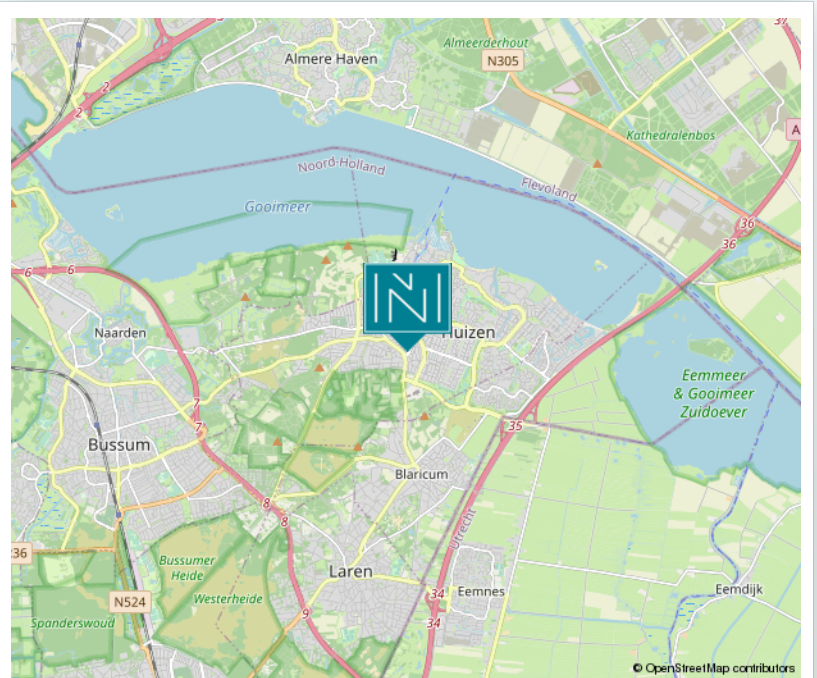 37
Almere Haven
Almeerderhout
N305
2
2
Kathedralenbos
A
Noord-Holland
Flevoland
Gooimeer
36
36
6
6
N
Naarden
Huizen
Eemmeer
& Gooimeer
Zuidoever
7
7
35
Bussum
Blaricum
8
8
Utrecht
36
Bussumer
Heide
Laren
Westerheide
N524
34
Eemnes
Eemdijk
9
Spanderswoud
34
© OpenStreetMap contributors